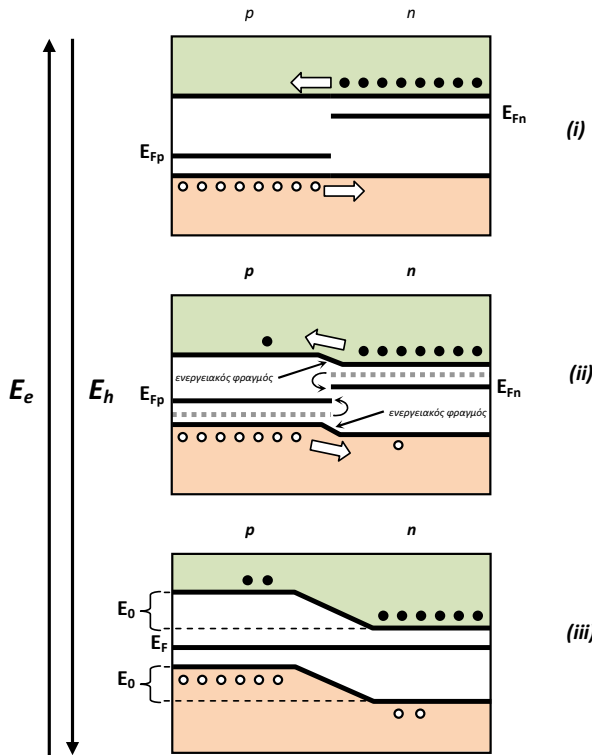 p n
E_Fn
(i)
E_Fp
p n
ενεργειακός φραγμός
E_e E_h E_Fp E_Fn (ii)
ενεργειακός φραγμός
p n
E_0
E_F (iii)
E_0